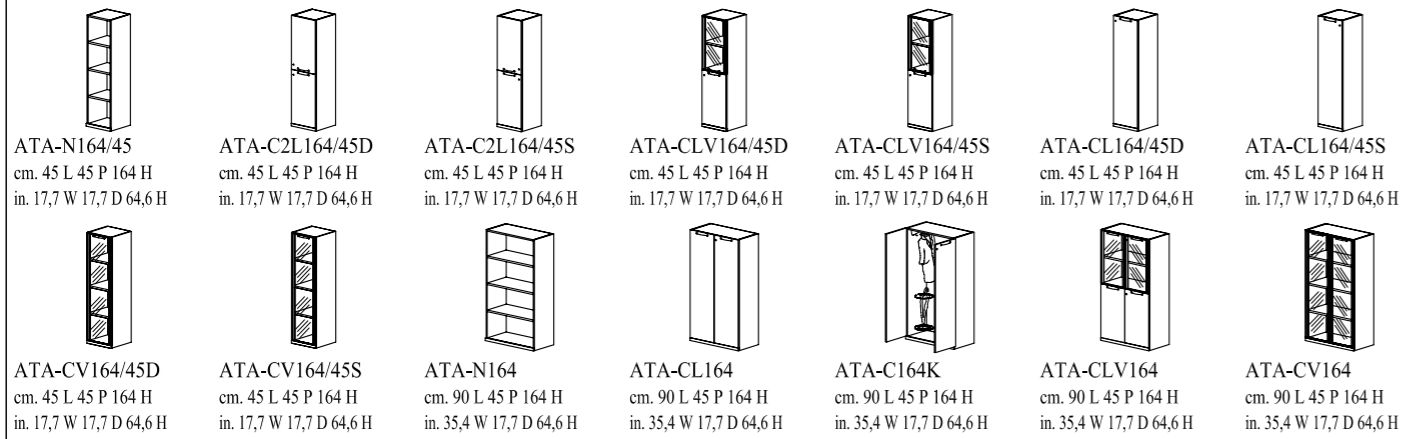 ATA-N164/45
cm. 45 L 45 P 164 H
in. 17,7 W 17,7 D 64,6 H
ATA-C2L164/45D
cm. 45 L 45 P 164 H
in. 17,7 W 17,7 D 64,6 H
ATA-C2L164/45S
cm. 45 L 45 P 164 H
in. 17,7 W 17,7 D 64,6 H
ATA-CLV164/45D
cm. 45 L 45 P 164 H
in. 17,7 W 17,7 D 64,6 H
ATA-CLV164/45S
cm. 45 L 45 P 164 H
in. 17,7 W 17,7 D 64,6 H
ATA-CL164/45D
cm. 45 L 45 P 164 H
in. 17,7 W 17,7 D 64,6 H
ATA-CL164/45S
cm. 45 L 45 P 164 H
in. 17,7 W 17,7 D 64,6 H
ATA-CV164/45D
cm. 45 L 45 P 164 H
in. 17,7 W 17,7 D 64,6 H
ATA-CV164/45S
cm. 45 L 45 P 164 H
in. 17,7 W 17,7 D 64,6 H
ATA-N164
cm. 90 L 45 P 164 H
in. 35,4 W 17,7 D 64,6 H
ATA-CL164
cm. 90 L 45 P 164 H
in. 35,4 W 17,7 D 64,6 H
ATA-C164K
cm. 90 L 45 P 164 H
in. 35,4 W 17,7 D 64,6 H
ATA-CLV164
cm. 90 L 45 P 164 H
in. 35,4 W 17,7 D 64,6 H
ATA-CV164
cm. 90 L 45 P 164 H
in. 35,4 W 17,7 D 64,6 H